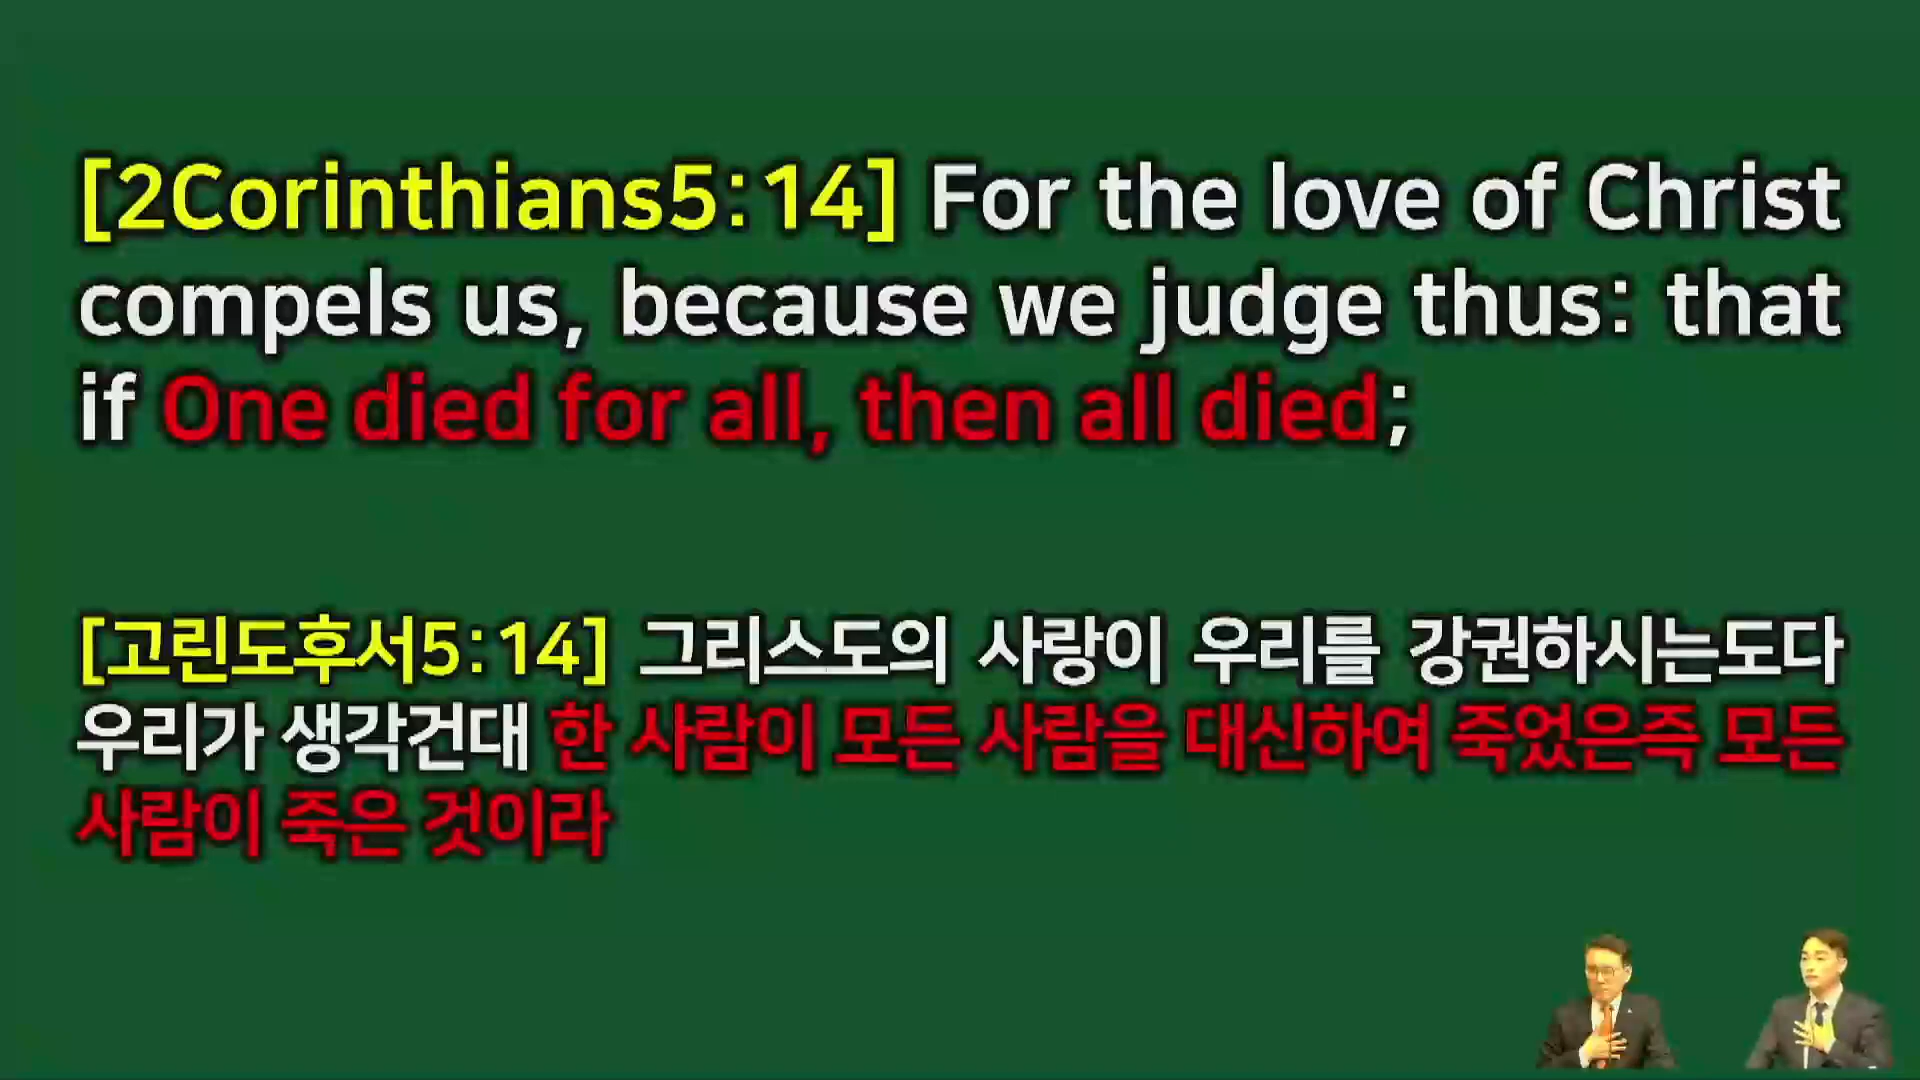 [2Corinthians5:14] For the love of Christ
compels us, because we judge thus: that
if One died for all, then all died;
[고린도후서5:14] 그리스도의 사랑이 우리를 강권하시는도다
우리가 생각건대 한 사람이 모든 사람을 대신하여 죽었은즉 모든
사람이 죽은 것이라